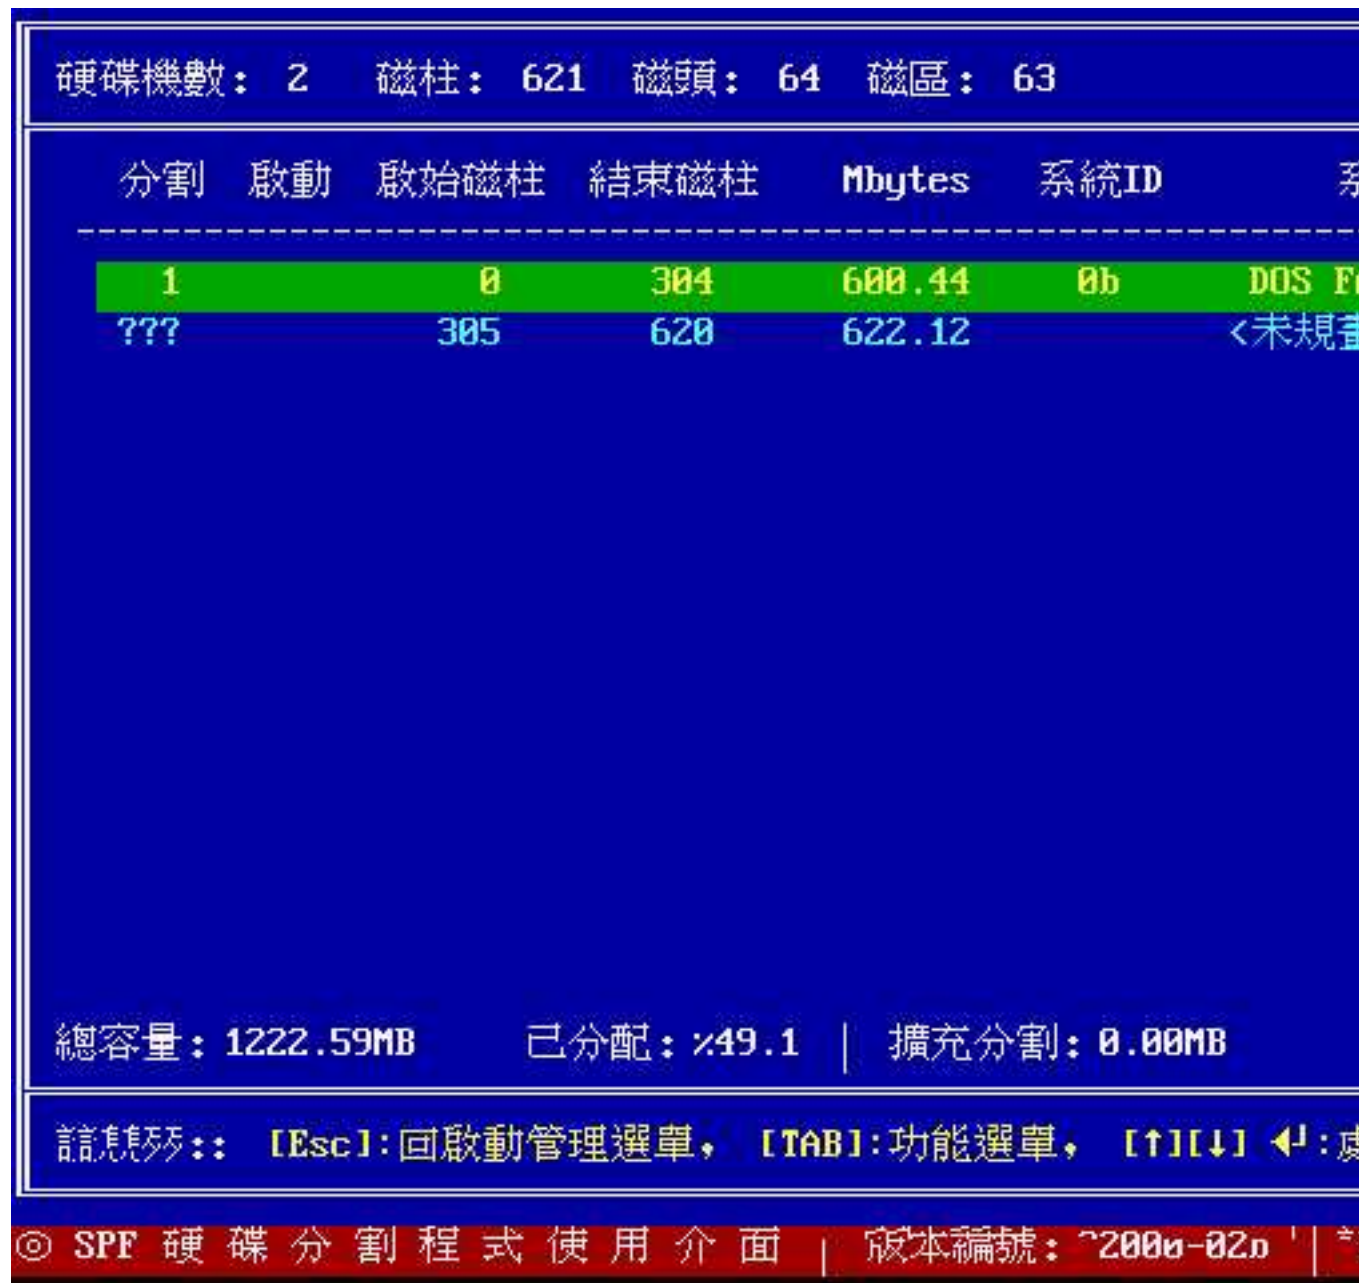 硬碟機數: 2 磁柱: 621 磁頭: 64 磁區: 63
分割 啟動 啟始磁柱 結束磁柱 Mbytes 系統ID 系
1 0 304 600.44 0b DOS F
??? 305 620 622.12 <未規畫
總容量: 1222.59MB 已分配: %49.1 | 擴充分割: 0.00MB
[Esc]:回啟動管理選單, [TAB]:功能選單, [↑][↓] ◄┘:處
◎ SPF 硬碟分割程式使用介面 | 版本編號: